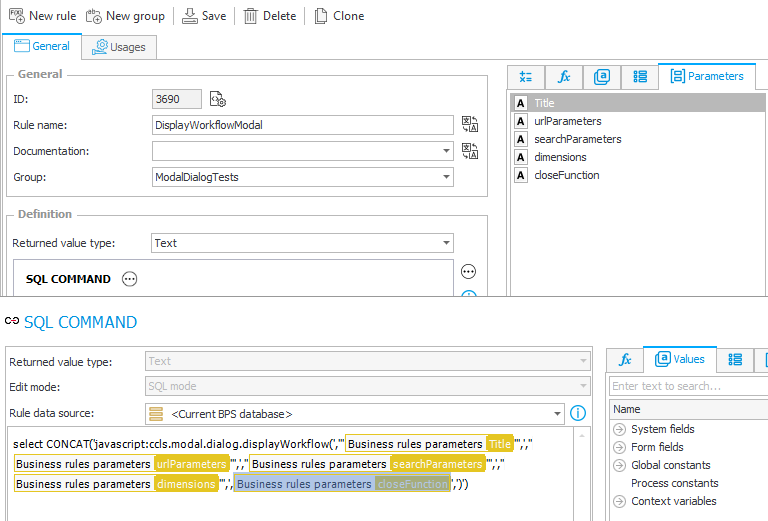 New rule New group Save Delete Clone
General Usages
General
ID: 3690
Rule name: DisplayWorkflowModal
Documentation:
Group: ModalDialogTests
Definition
Returned value type: Text
SQL COMMAND
fx a Parameters
A Title
A urlParameters
A searchParameters
A dimensions
A closeFunction
SQL COMMAND
Returned value type: Text
Edit mode: SQL mode
Rule data source: <Current BPS database>
select CONCAT('javascript:ccls.modal.dialog.displayWorkflow(','"' Business rules parameters Title '"',',"'
Business rules parameters urlParameters '"',',"' Business rules parameters searchParameters '"',',"'
Business rules parameters dimensions '"',', Business rules parameters closeFunction ',')')
fx a Values
Enter text to search...
Name
System fields
Form fields
Global constants
Process constants
Context variables